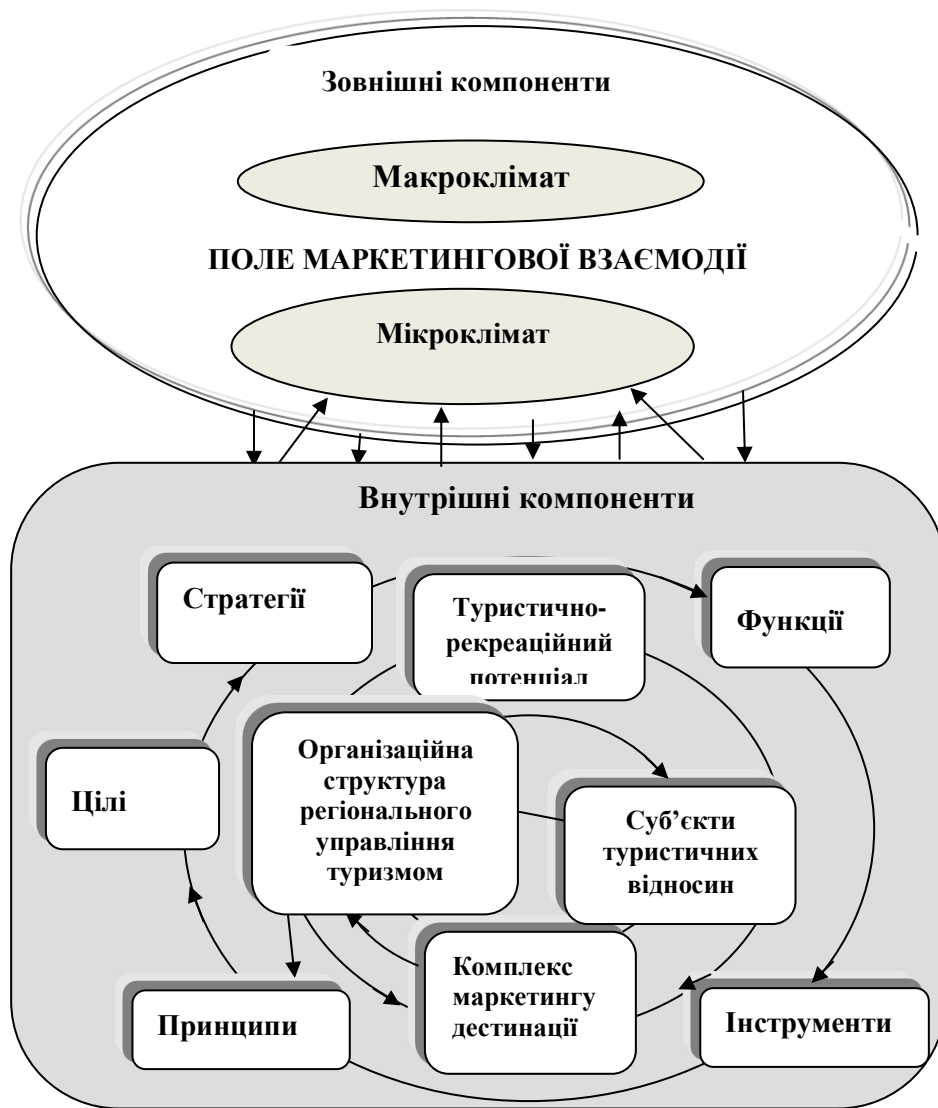 Зовнішні компоненти
Макроклімат
ПОЛЕ МАРКЕТИНГОВОЇ ВЗАЄМОДІЇ
Мікроклімат
Внутрішні компоненти
Стратегії
Туристично-
рекреаційний
потенціал
Функції
Організаційна
структура
регіонального
управління
туризмом
Цілі
Суб’єкти
туристичних
відносин
Комплекс
маркетингу
дестинації
Принципи
Інструменти